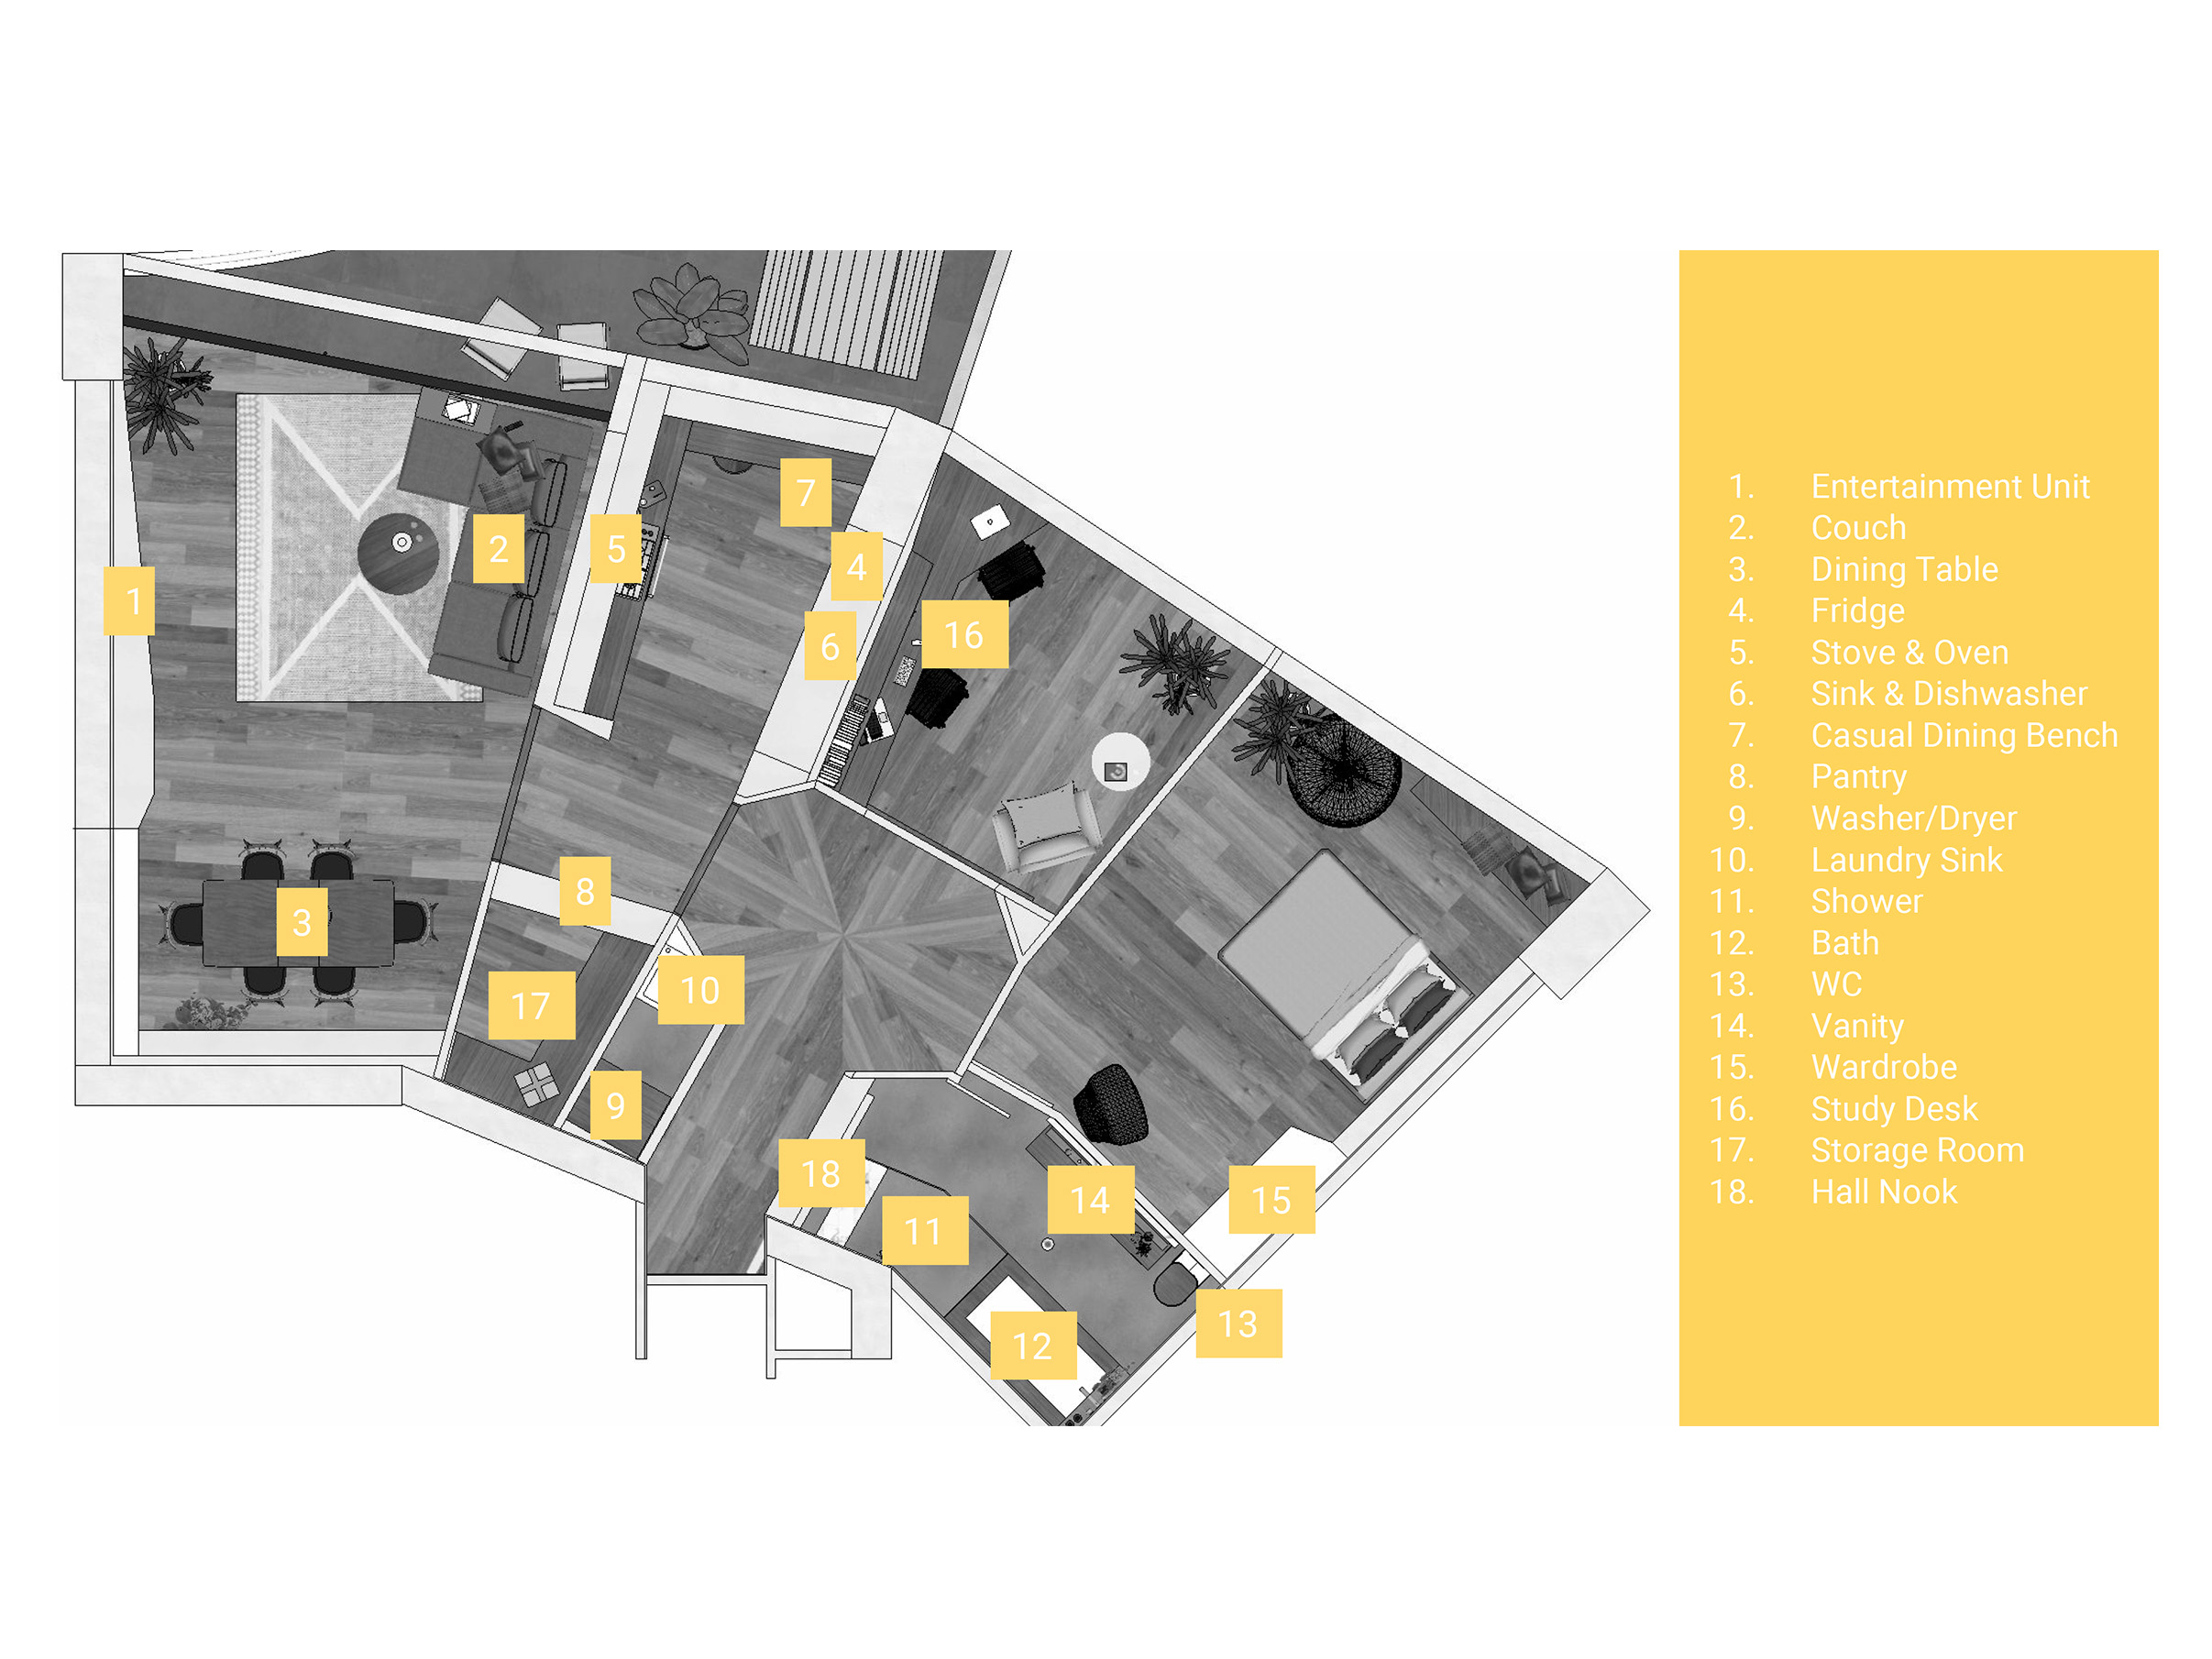 1
2
3
4
5
6
7
8
9
10
11
12
13
14
15
16
17
18
1. Entertainment Unit
2. Couch
3. Dining Table
4. Fridge
5. Stove & Oven
6. Sink & Dishwasher
7. Casual Dining Bench
8. Pantry
9. Washer/Dryer
10. Laundry Sink
11. Shower
12. Bath
13. WC
14. Vanity
15. Wardrobe
16. Study Desk
17. Storage Room
18. Hall Nook